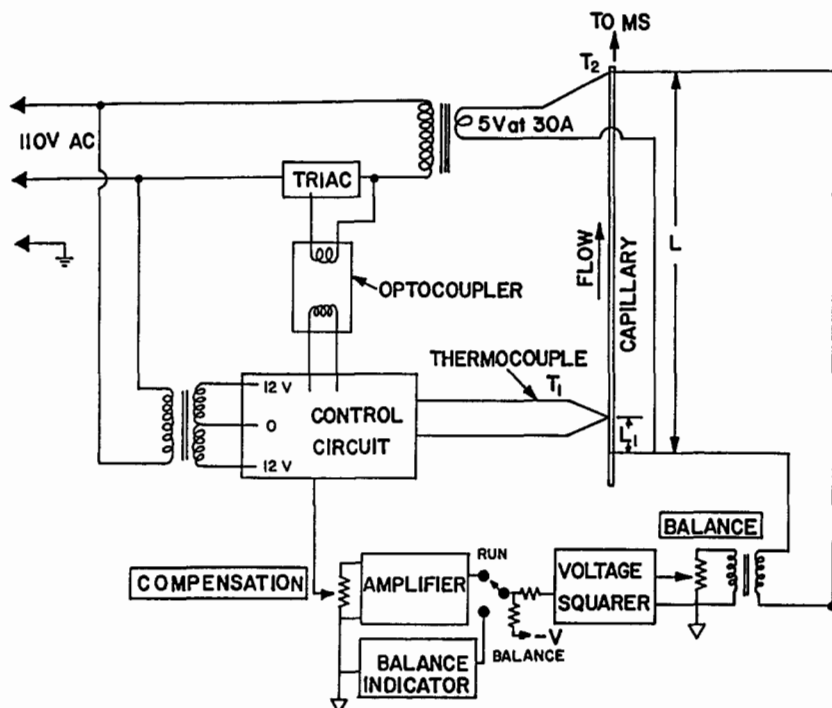 TO MS
T2
5V at 30A
110V AC
TRIAC
L
FLOW
CAPILLARY
OPTOCOUPLER
THERMOCOUPLE
T1
12 V
0
12 V
CONTROL
CIRCUIT
L1
BALANCE
RUN
COMPENSATION
AMPLIFIER
VOLTAGE
SQUARER
-V
BALANCE
BALANCE
INDICATOR